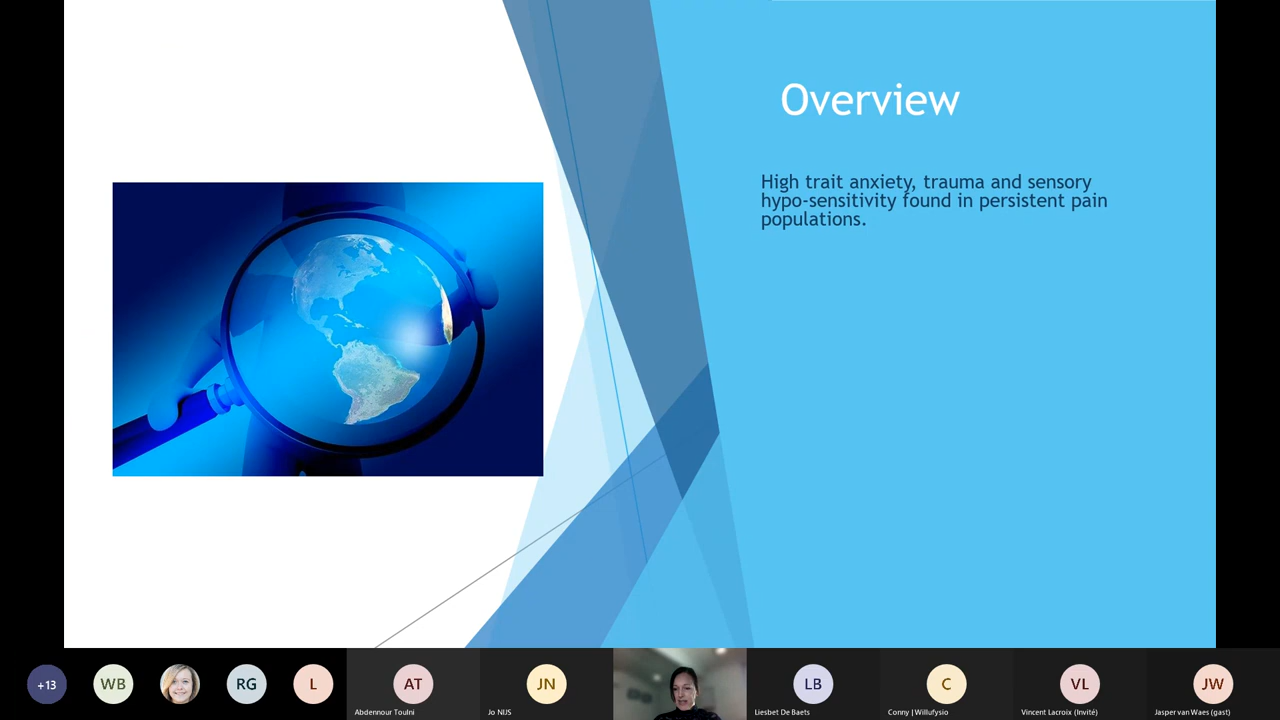 Overview
High trait anxiety, trauma and sensory
hypo-sensitivity found in persistent pain
populations.
+13
WB
RG
L
AT
Abdennour Toulni
JN
Jo NIJS
LB
Liesbet De Baets
C
Conny | Willufysio
VL
Vincent Lacroix (Invité)
JW
Jasper van Waes (gast)